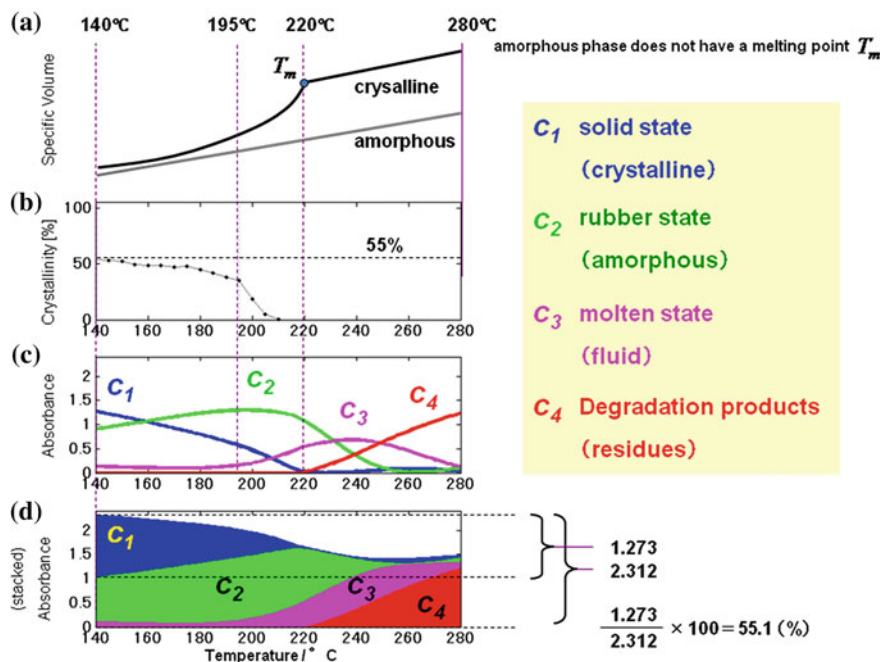 (a)
140℃ 195℃ 220℃ 280℃
amorphous phase does not have a melting point Tm
Specific Volume
Tm
crysalline
amorphous
(b)
Crystallinity [%]
100
50
0
55%
140 160 180 200 220 240 260 280
(c)
Absorbance
2
1.5
1
0.5
0
C1
C2
C3
C4
140 160 180 200 220 240 260 280
(d)
(stacked)
Absorbance
2
1.5
1
0.5
0
C1
C2
C3
C4
140 160 180 200 220 240 260 280
Temperature/ ° C
C1 solid state
(crystalline)
C2 rubber state
(amorphous)
C3 molten state
(fluid)
C4 Degradation products
(residues)
1.273
2.312
1.273
2.312
× 100 = 55.1 (%)